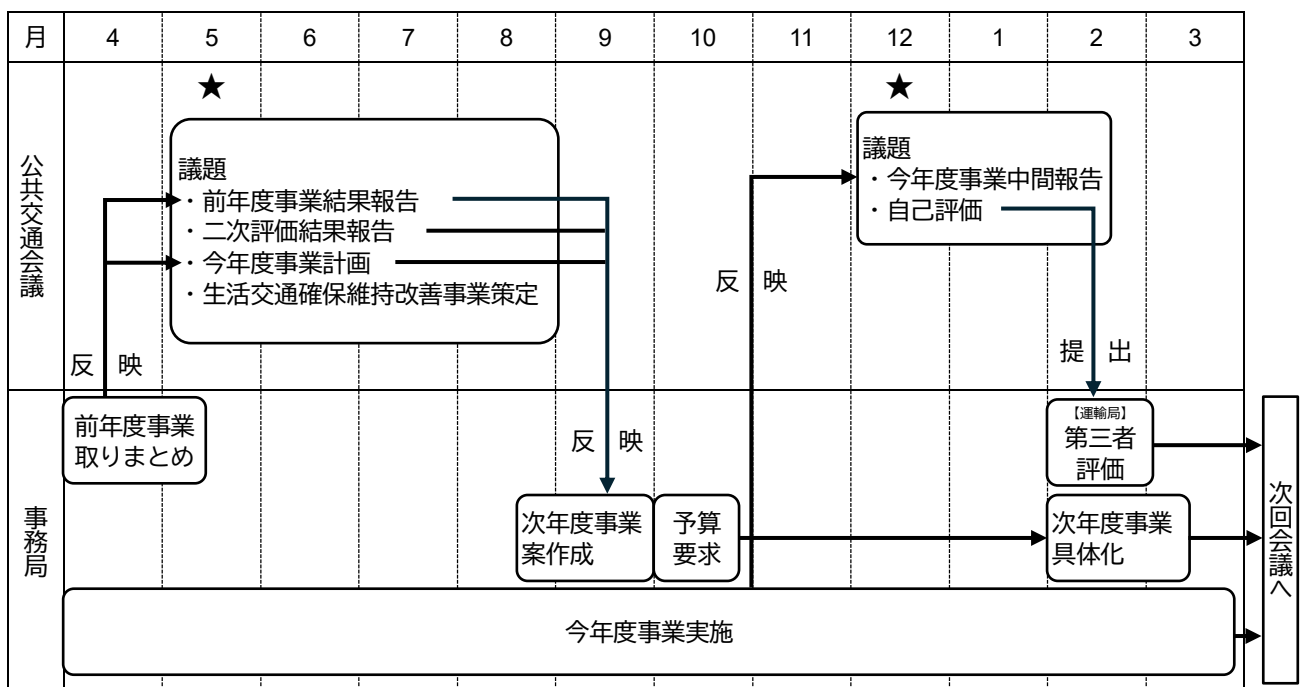 月 4 5 6 7 8 9 10 11 12 1 2 3
公共交通会議
★ ★
議題
・前年度事業結果報告
・二次評価結果報告
・今年度事業計画
・生活交通確保維持改善事業策定
議題
・今年度事業中間報告
・自己評価
反映
反映
提出
反映
事務局
前年度事業
取りまとめ
次年度事業
案作成
予算
要求
【運輸局】
第三者
評価
次年度事業
具体化
今年度事業実施
次回会議へ